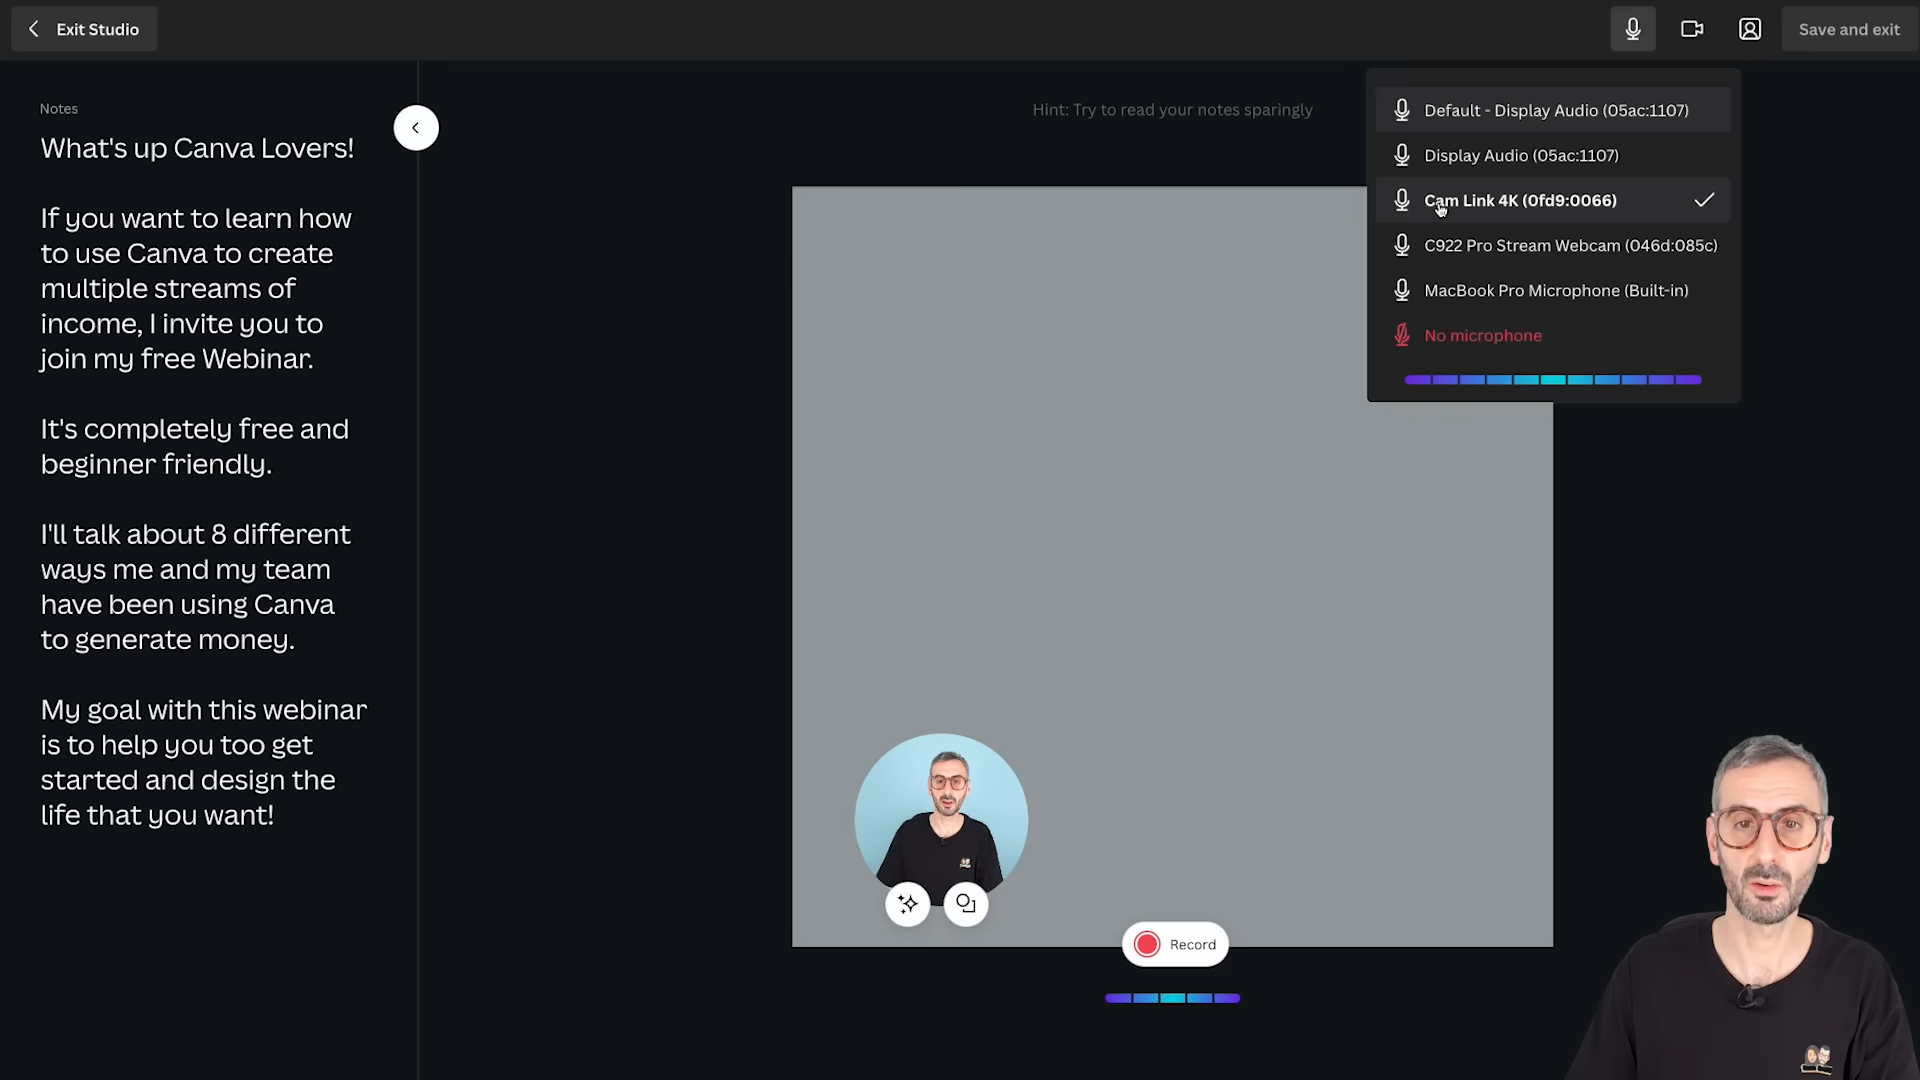 Exit Studio
Save and exit
Notes
What's up Canva Lovers!
If you want to learn how
to use Canva to create
multiple streams of
income, I invite you to
join my free Webinar.
It's completely free and
beginner friendly.
I'll talk about 8 different
ways me and my team
have been using Canva
to generate money.
My goal with this webinar
is to help you too get
started and design the
life that you want!
Hint: Try to read your notes sparingly
Default - Display Audio (05ac:1107)
Display Audio (05ac:1107)
Cam Link 4K (0fd9:0066)
C922 Pro Stream Webcam (046d:085c)
MacBook Pro Microphone (Built-in)
No microphone
Record